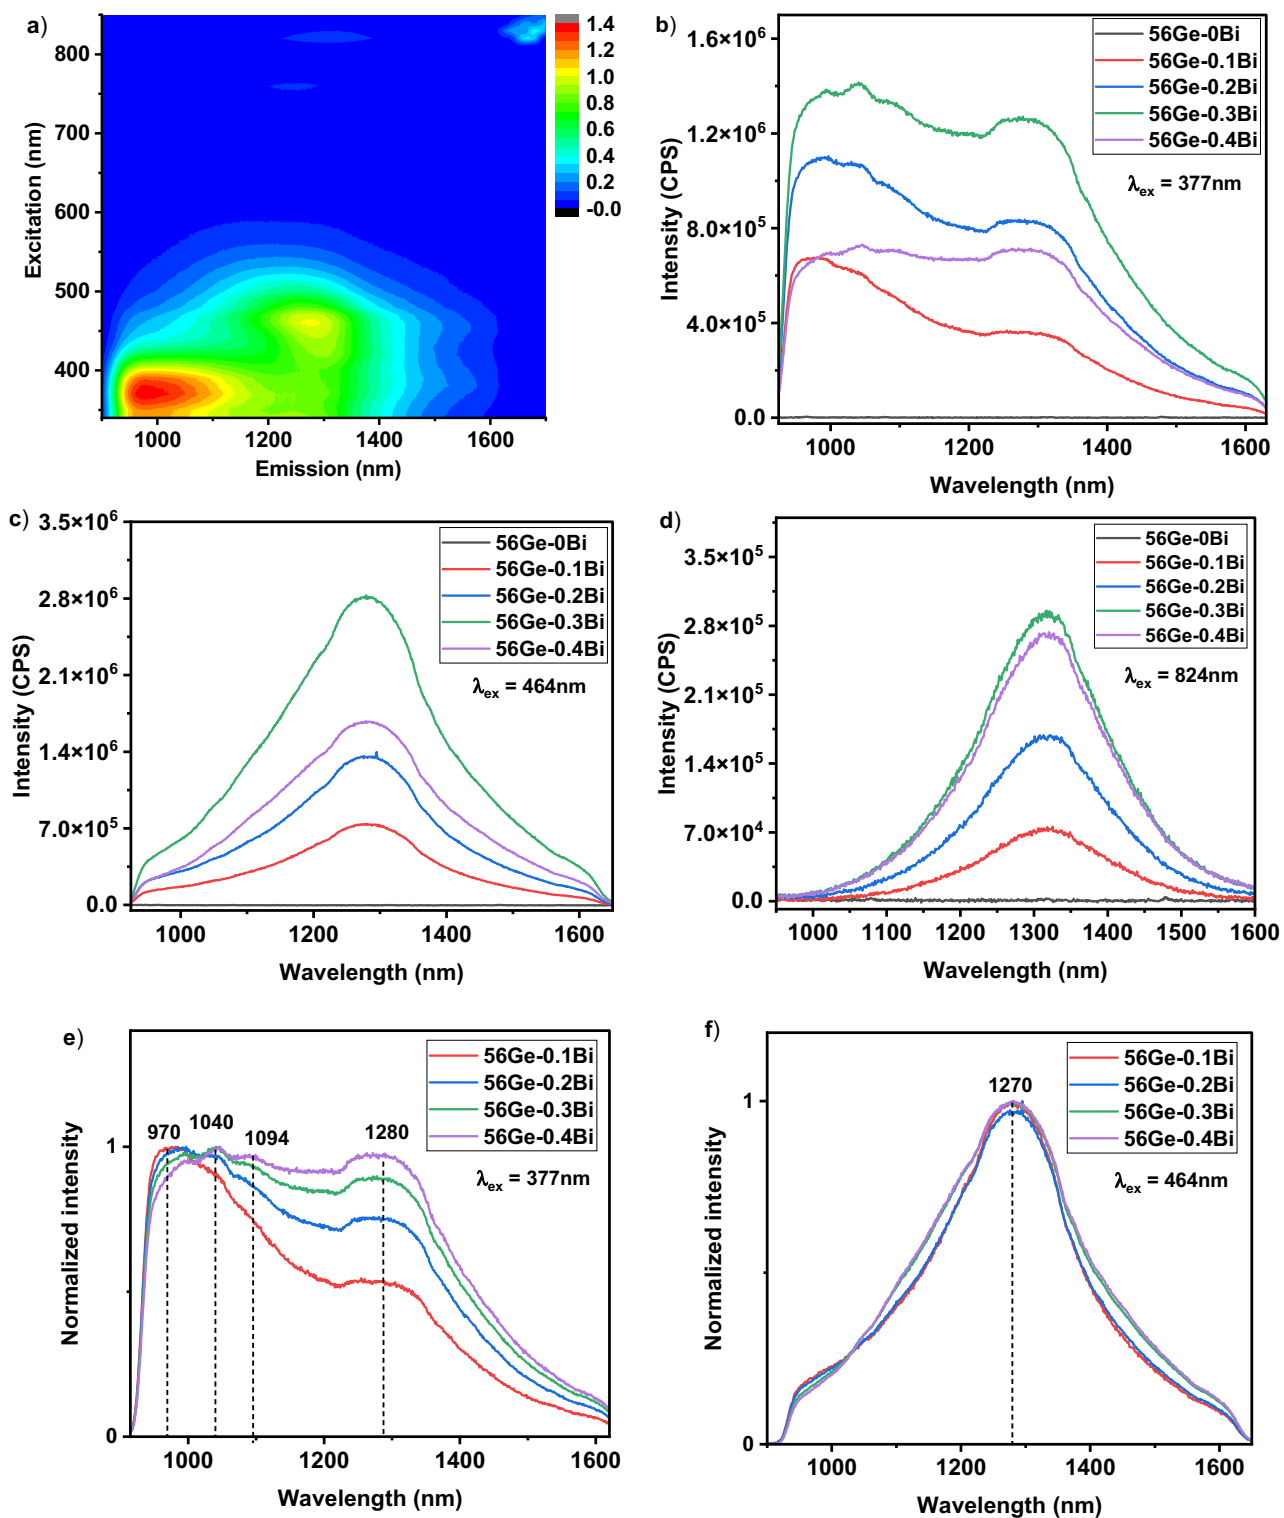 a)
Excitation (nm)
800
700
600
500
400
1000 1200 1400 1600
Emission (nm)
1.4
1.2
1.0
0.8
0.6
0.4
0.2
-0.0
b)
Intensity (CPS)
1.6×10⁶
1.2×10⁶
8.0×10⁵
4.0×10⁵
0.0
56Ge-0Bi
56Ge-0.1Bi
56Ge-0.2Bi
56Ge-0.3Bi
56Ge-0.4Bi
λex = 377nm
1000 1200 1400 1600
Wavelength (nm)
c)
Intensity (CPS)
3.5×10⁶
2.8×10⁶
2.1×10⁶
1.4×10⁶
7.0×10⁵
0.0
56Ge-0Bi
56Ge-0.1Bi
56Ge-0.2Bi
56Ge-0.3Bi
56Ge-0.4Bi
λex = 464nm
1000 1200 1400 1600
Wavelength (nm)
d)
Intensity (CPS)
3.5×10⁵
2.8×10⁵
2.1×10⁵
1.4×10⁵
7.0×10⁴
0.0
56Ge-0Bi
56Ge-0.1Bi
56Ge-0.2Bi
56Ge-0.3Bi
56Ge-0.4Bi
λex = 824nm
1000 1100 1200 1300 1400 1500 1600
Wavelength (nm)
e)
Normalized intensity
1
0
56Ge-0.1Bi
56Ge-0.2Bi
56Ge-0.3Bi
56Ge-0.4Bi
λex = 377nm
970 1040 1094 1280
1000 1200 1400 1600
Wavelength (nm)
f)
Normalized intensity
1
0
56Ge-0.1Bi
56Ge-0.2Bi
56Ge-0.3Bi
56Ge-0.4Bi
λex = 464nm
1270
1000 1200 1400 1600
Wavelength (nm)